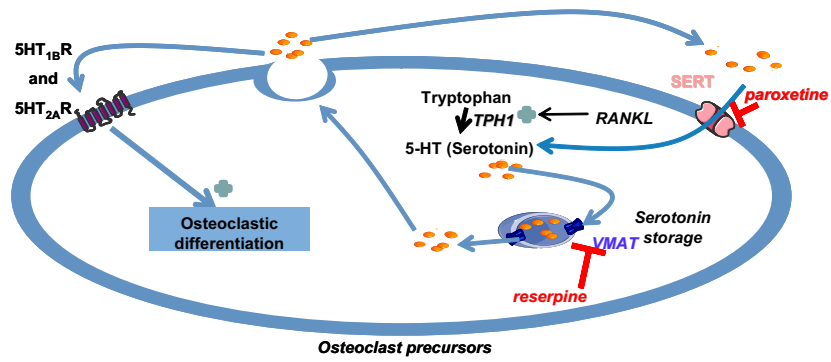 5HT1BR
and
5HT2AR
SERT
paroxetine
Tryptophan
TPH1
RANKL
5-HT (Serotonin)
Osteoclastic
differentiation
Serotonin
storage
VMAT
reserpine
Osteoclast precursors